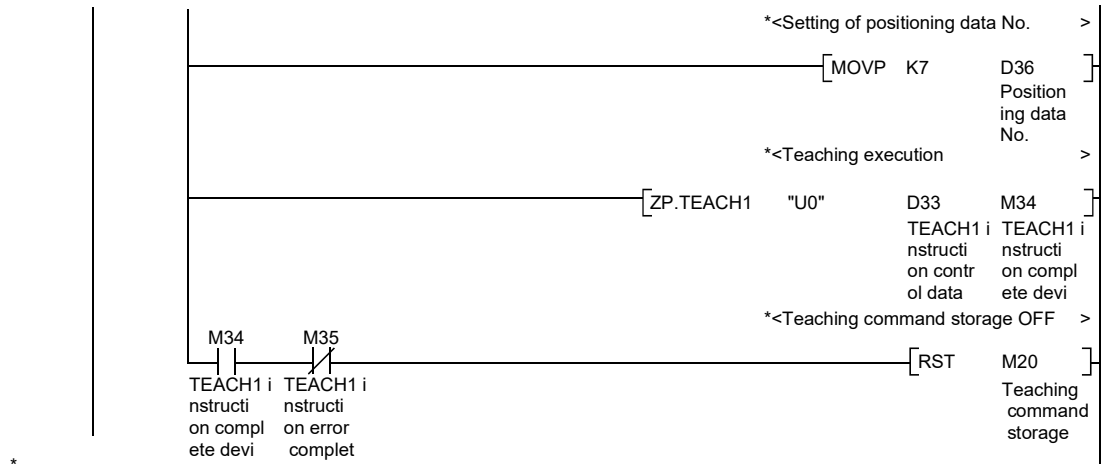 *<Setting of positioning data No. >
[MOVP K7 D36 ]
Position
ing data
No.
*<Teaching execution >
[ZP.TEACH1 "U0" D33 M34 ]
TEACH1 i TEACH1 i
nstructi nstructi
on contr on compl
ol data ete devi
*<Teaching command storage OFF >
M34 M35
[RST M20 ]
TEACH1 i TEACH1 i Teaching
nstructi nstructi command
on compl on error storage
ete devi complet
*